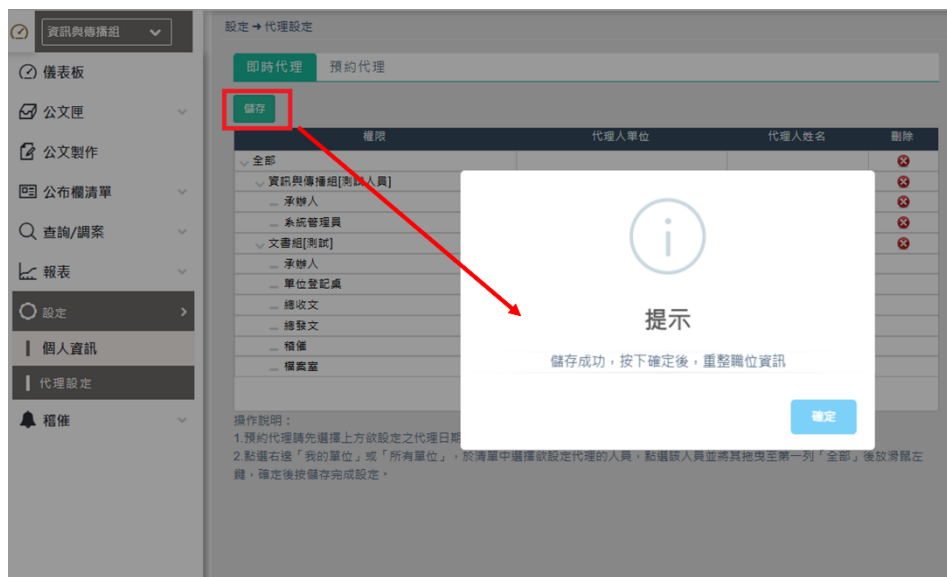 資訊與傳播組
設定➔代理設定
儀表板
公文匣
公文製作
公布欄清單
查詢/調案
報表
設定
個人資訊
代理設定
稽催
即時代理 預約代理
儲存
權限 代理人單位 代理人姓名 刪除
全部
資訊與傳播組[測試人員]
承辦人
系統管理員
文書組[測試]
承辦人
單位登記桌
總收文
總發文
稽催
檔案室
提示
儲存成功，按下確定後，重整職位資訊
確定
操作說明：
1.預約代理請先選擇上方欲設定之代理日期
2.點選右邊「我的單位」或「所有單位」，於清單中選擇欲設定代理的人員，點選該人員並將其拖曳至第一列「全部」後放滑鼠左
鍵，確定後按儲存完成設定。